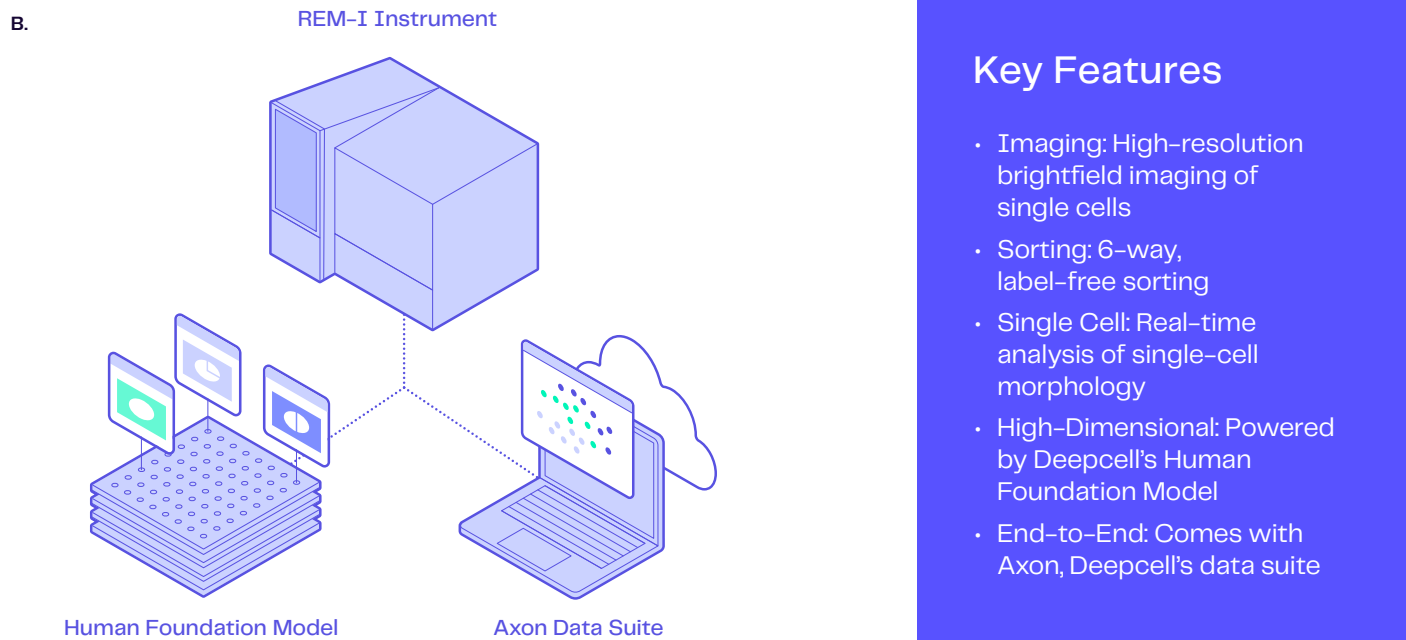 B.
REM-I Instrument
Human Foundation Model
Axon Data Suite
Key Features
• Imaging: High-resolution
brightfield imaging of
single cells
• Sorting: 6-way,
label-free sorting
• Single Cell: Real-time
analysis of single-cell
morphology
• High-Dimensional: Powered
by Deepcell's Human
Foundation Model
• End-to-End: Comes with
Axon, Deepcell's data suite